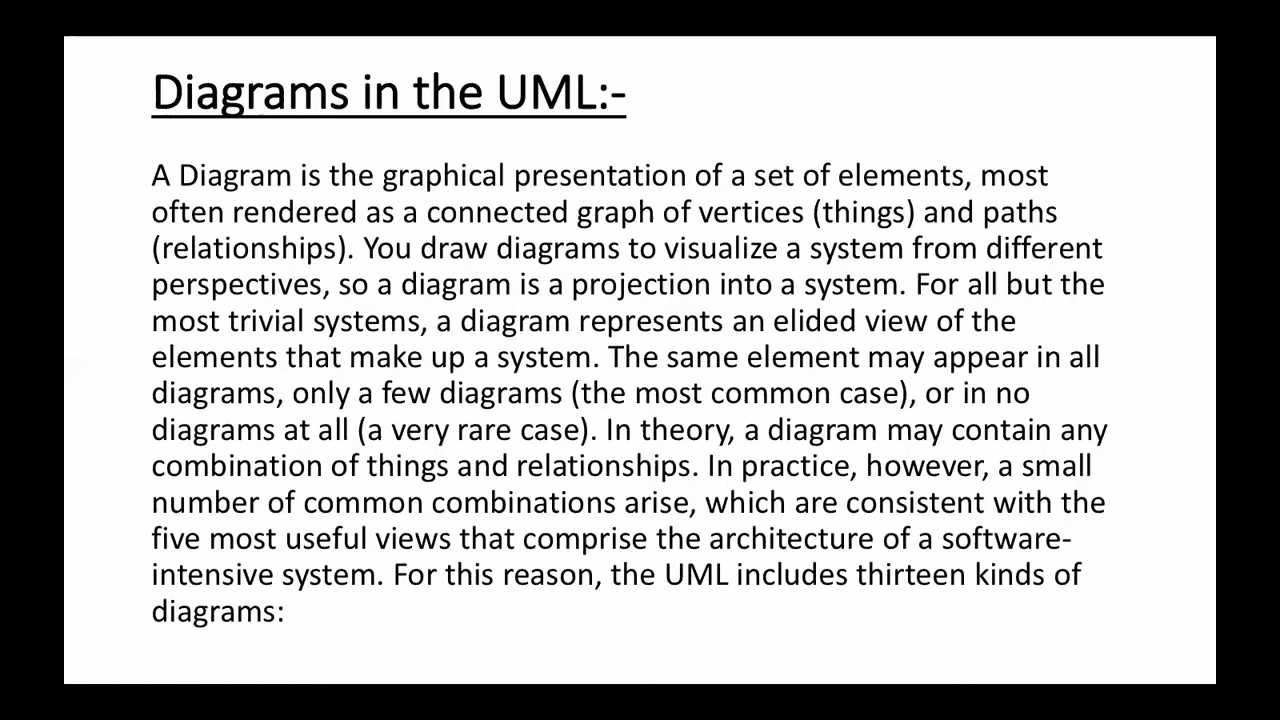 Diagrams in the UML:-
A Diagram is the graphical presentation of a set of elements, most
often rendered as a connected graph of vertices (things) and paths
(relationships). You draw diagrams to visualize a system from different
perspectives, so a diagram is a projection into a system. For all but the
most trivial systems, a diagram represents an elided view of the
elements that make up a system. The same element may appear in all
diagrams, only a few diagrams (the most common case), or in no
diagrams at all (a very rare case). In theory, a diagram may contain any
combination of things and relationships. In practice, however, a small
number of common combinations arise, which are consistent with the
five most useful views that comprise the architecture of a software-
intensive system. For this reason, the UML includes thirteen kinds of
diagrams: